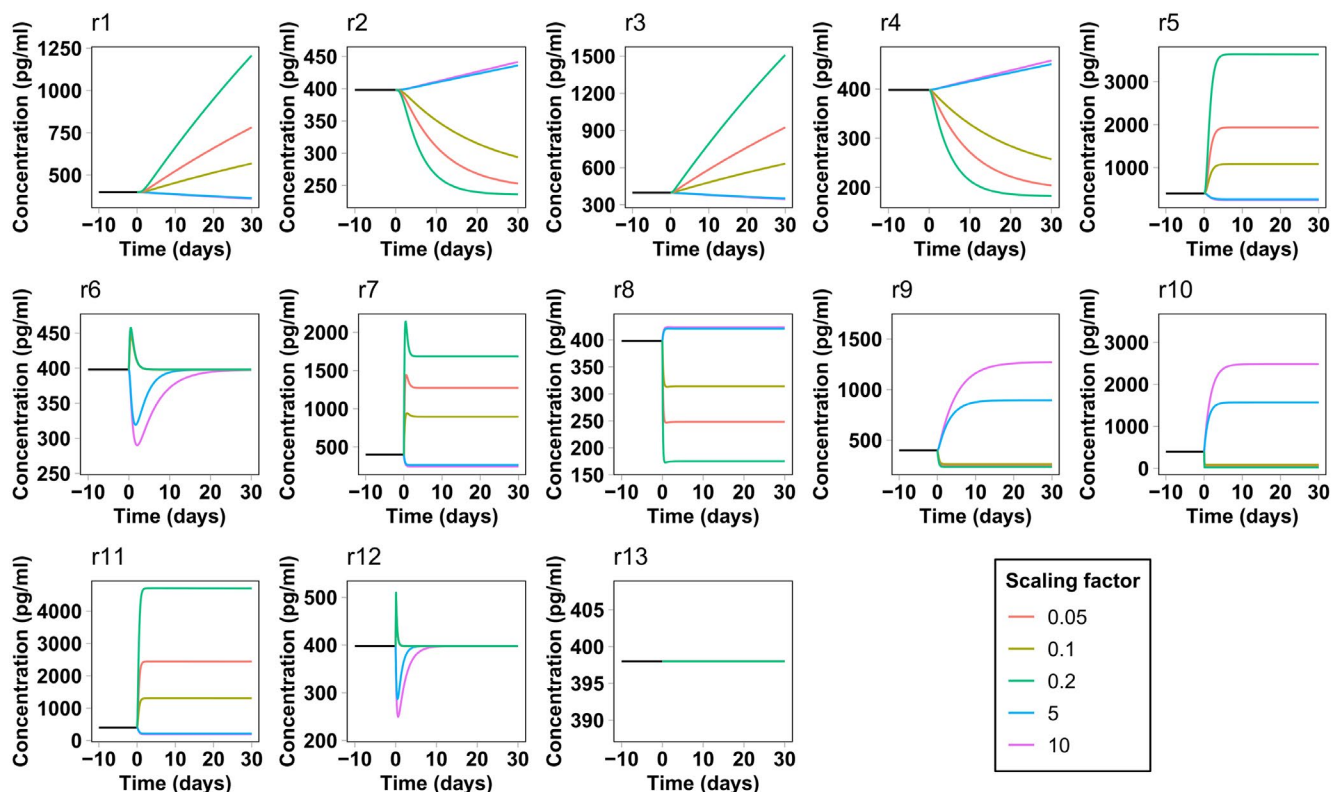 r1
Concentration (pg/ml)
1250
1000
750
500
−10 0 10 20 30
Time (days)
r2
Concentration (pg/ml)
450
400
350
300
250
−10 0 10 20 30
Time (days)
r3
Concentration (pg/ml)
1500
1200
900
600
300
−10 0 10 20 30
Time (days)
r4
Concentration (pg/ml)
400
300
200
−10 0 10 20 30
Time (days)
r5
Concentration (pg/ml)
3000
2000
1000
−10 0 10 20 30
Time (days)
r6
Concentration (pg/ml)
450
400
350
300
250
−10 0 10 20 30
Time (days)
r7
Concentration (pg/ml)
2000
1500
1000
500
−10 0 10 20 30
Time (days)
r8
Concentration (pg/ml)
400
350
300
250
200
150
−10 0 10 20 30
Time (days)
r9
Concentration (pg/ml)
1500
1000
500
−10 0 10 20 30
Time (days)
r10
Concentration (pg/ml)
3000
2000
1000
0
−10 0 10 20 30
Time (days)
r11
Concentration (pg/ml)
4000
3000
2000
1000
0
−10 0 10 20 30
Time (days)
r12
Concentration (pg/ml)
500
400
300
200
−10 0 10 20 30
Time (days)
r13
Concentration (pg/ml)
405
400
395
390
−10 0 10 20 30
Time (days)
Scaling factor
0.05
0.1
0.2
5
10